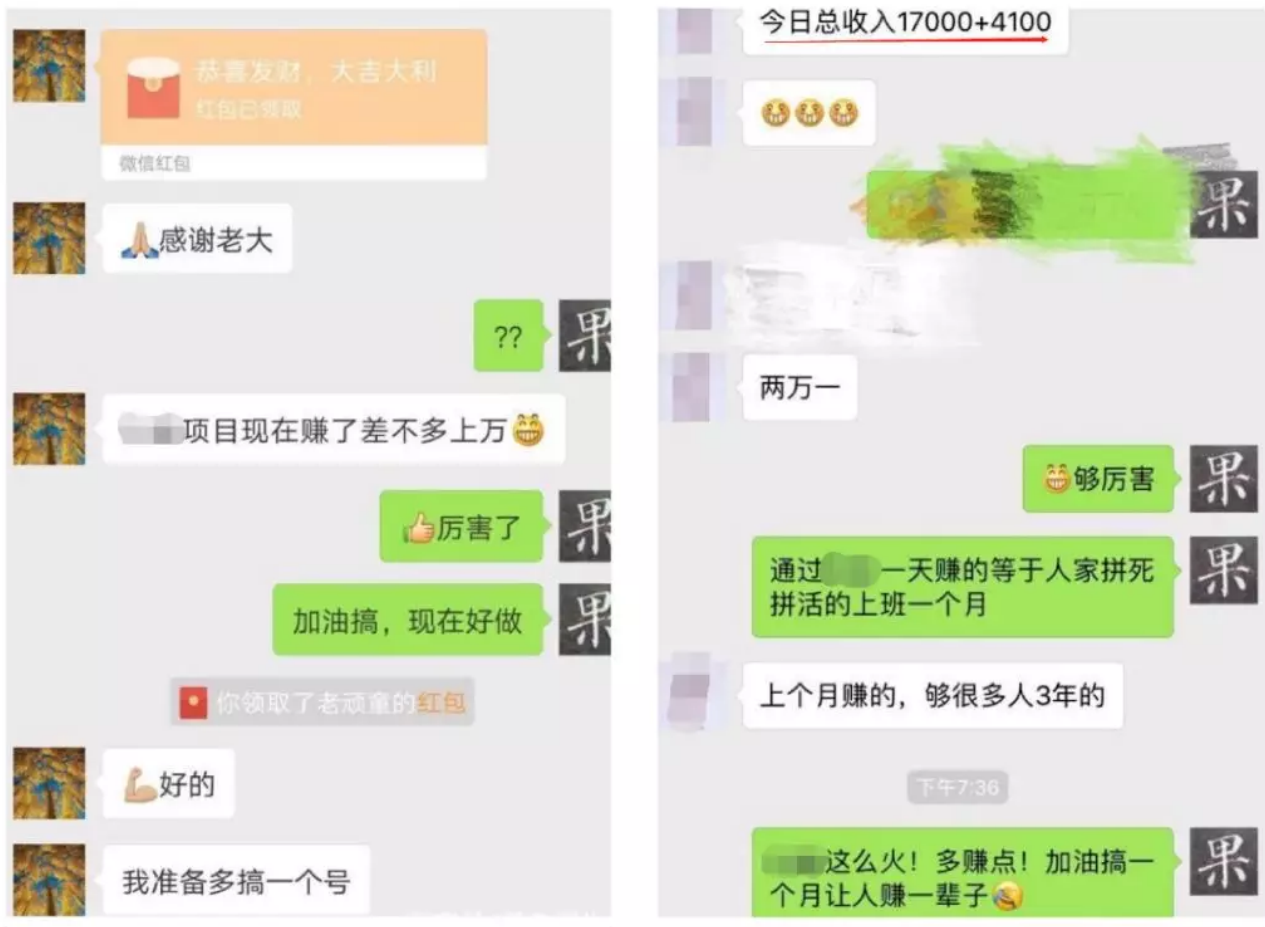 恭喜发财，大吉大利
红包已领取
微信红包
感谢老大
??
果
项目现在赚了差不多上万
厉害了
果
加油搞，现在好做
果
你领取了老顽童的红包
好的
我准备多搞一个号
今日总收入17000+4100
果
两万一
够厉害
果
通过 一天赚的等于人家拼死
拼活的上班一个月
果
上个月赚的，够很多人3年的
下午7:36
这么火！多赚点！加油搞一
个月让人赚一辈子
果